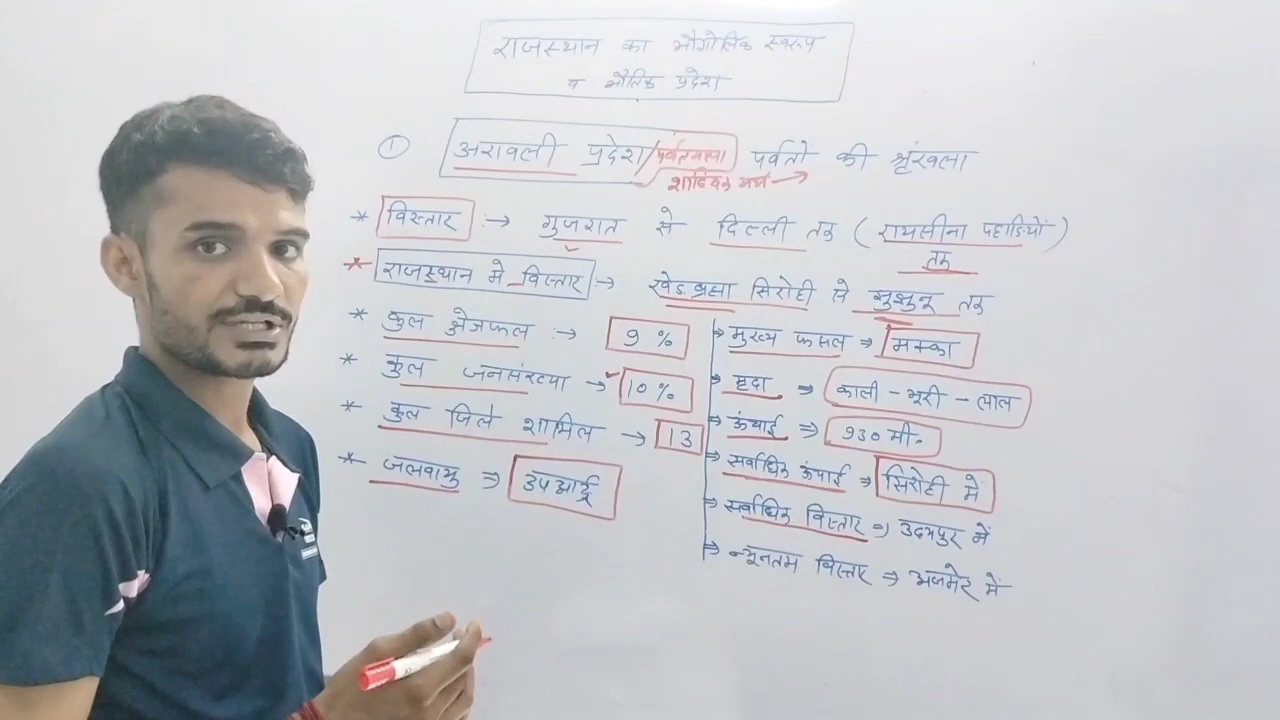 राजस्थान का भौगोलिक स्वरूप
व भौतिक प्रदेश
① अरावली प्रदेश/पर्वतमाला पर्वतों की श्रृंखला
शाब्दिक अर्थ →
* विस्तार :→ गुजरात से दिल्ली तक (रायसीना पहाडियों)
तक
* राजस्थान में विस्तार :→ खेडब्रह्मा सिरोही से झुंझुनू तक
* कुल क्षेत्रफल :→ 9 %
* कुल जनसंख्या → 10 %
* कुल जिले शामिल → 13
* जलवायु ⇒ उपआर्द्र
⇒ मुख्य फसल ⇒ मक्का
⇒ मृदा ⇒ काली - भूरी - लाल
⇒ ऊंचाई ⇒ 930 मी.
⇒ सर्वाधिक ऊंचाई ⇒ सिरोही में
⇒ सर्वाधिक विस्तार ⇒ उदयपुर में
⇒ न्यूनतम विस्तार ⇒ अजमेर में